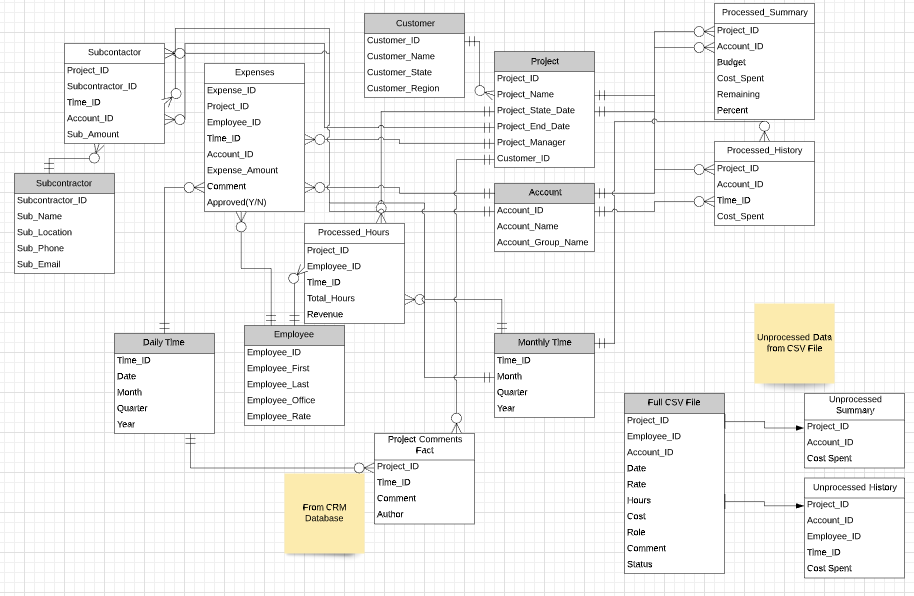 Subcontactor
Project_ID
Subcontractor_ID
Time_ID
Account_ID
Sub_Amount
Subcontractor
Subcontractor_ID
Sub_Name
Sub_Location
Sub_Phone
Sub_Email
Expenses
Expense_ID
Project_ID
Employee_ID
Time_ID
Account_ID
Expense_Amount
Comment
Approved(Y/N)
Customer
Customer_ID
Customer_Name
Customer_State
Customer_Region
Project
Project_ID
Project_Name
Project_State_Date
Project_End_Date
Project_Manager
Customer_ID
Processed_Summary
Project_ID
Account_ID
Budget
Cost_Spent
Remaining
Percent
Processed_History
Project_ID
Account_ID
Time_ID
Cost_Spent
Account
Account_ID
Account_Name
Account_Group_Name
Processed_Hours
Project_ID
Employee_ID
Time_ID
Total_Hours
Revenue
Daily Time
Time_ID
Date
Month
Quarter
Year
Employee
Employee_ID
Employee_First
Employee_Last
Employee_Office
Employee_Rate
Monthly Time
Time_ID
Month
Quarter
Year
Project Comments
Fact
Project_ID
Time_ID
Comment
Author
From CRM
Database
Unprocessed Data
from CSV File
Full CSV File
Project_ID
Employee_ID
Account_ID
Date
Rate
Hours
Cost
Role
Comment
Status
Unprocessed
Summary
Project_ID
Account_ID
Cost Spent
Unprocessed History
Project_ID
Account_ID
Employee_ID
Time_ID
Cost Spent